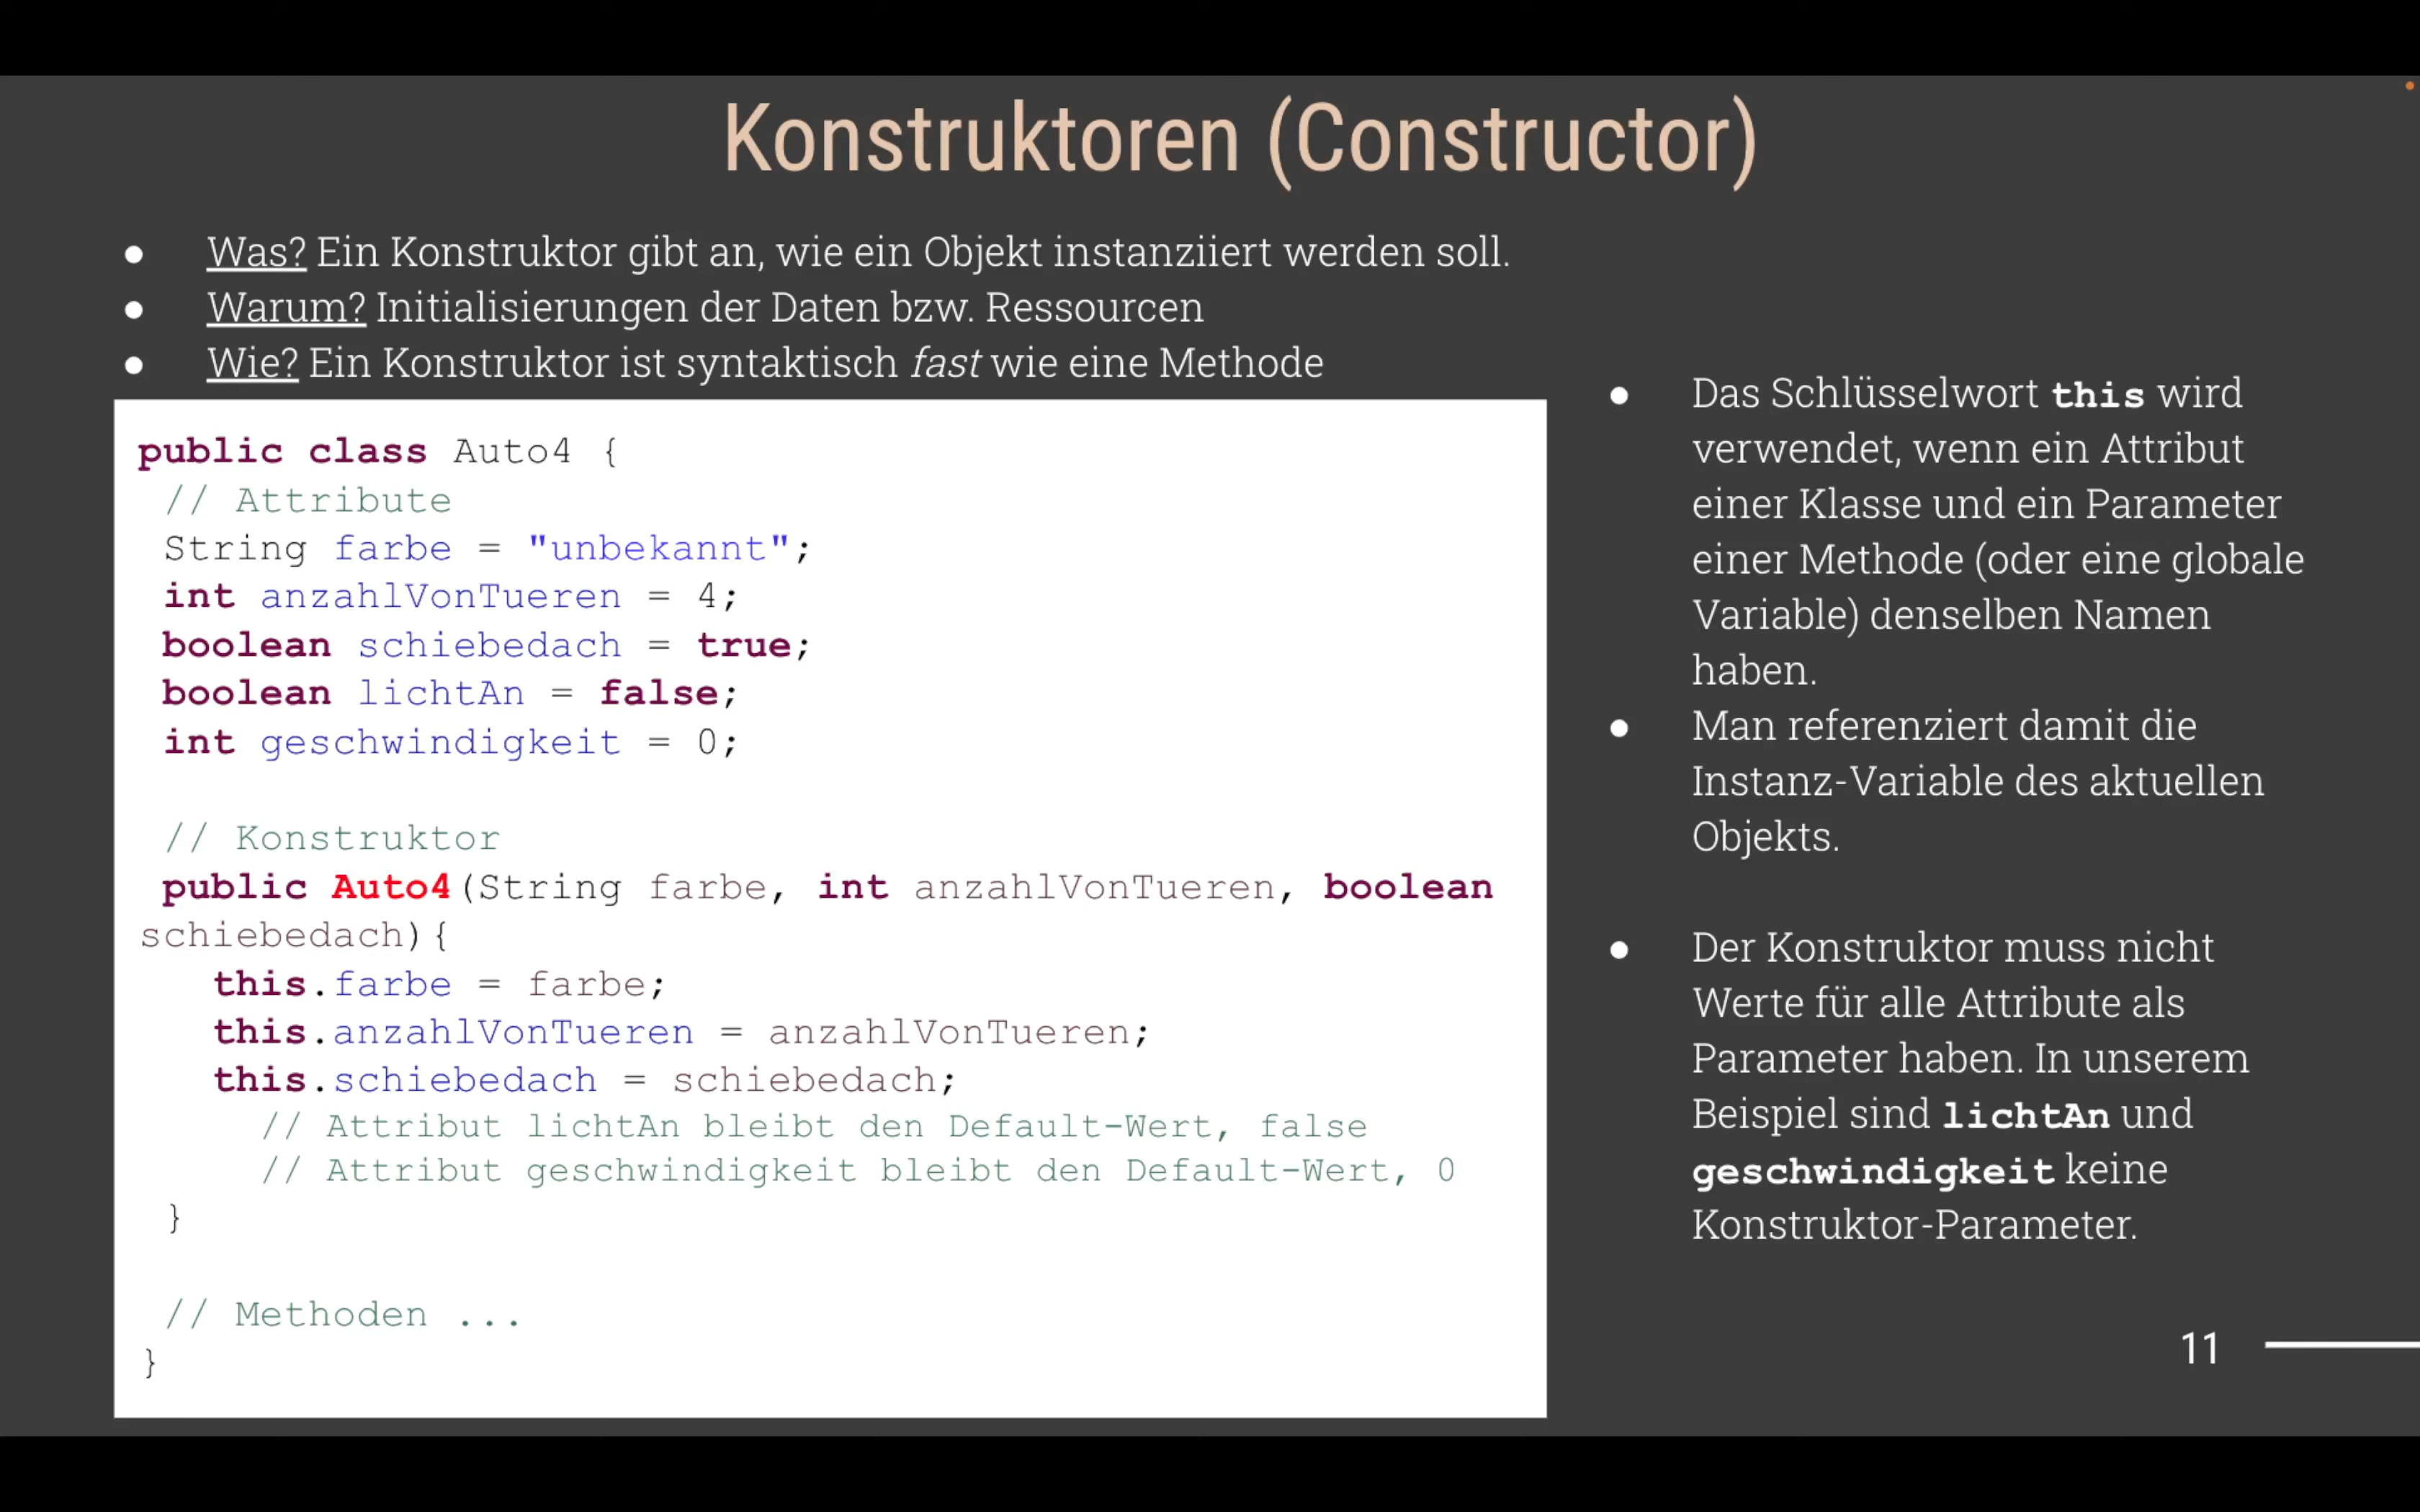 Konstruktoren (Constructor)
● Was? Ein Konstruktor gibt an, wie ein Objekt instanziiert werden soll.
● Warum? Initialisierungen der Daten bzw. Ressourcen
● Wie? Ein Konstruktor ist syntaktisch fast wie eine Methode
public class Auto4 {
// Attribute
String farbe = "unbekannt";
int anzahlVonTueren = 4;
boolean schiebedach = true;
boolean lichtAn = false;
int geschwindigkeit = 0;
// Konstruktor
public Auto4(String farbe, int anzahlVonTueren, boolean
schiebedach){
this.farbe = farbe;
this.anzahlVonTueren = anzahlVonTueren;
this.schiebedach = schiebedach;
// Attribut lichtAn bleibt den Default-Wert, false
// Attribut geschwindigkeit bleibt den Default-Wert, 0
}
// Methoden ...
}
● Das Schlüsselwort this wird
verwendet, wenn ein Attribut
einer Klasse und ein Parameter
einer Methode (oder eine globale
Variable) denselben Namen
haben.
● Man referenziert damit die
Instanz-Variable des aktuellen
Objekts.
● Der Konstruktor muss nicht
Werte für alle Attribute als
Parameter haben. In unserem
Beispiel sind lichtAn und
geschwindigkeit keine
Konstruktor-Parameter.
11